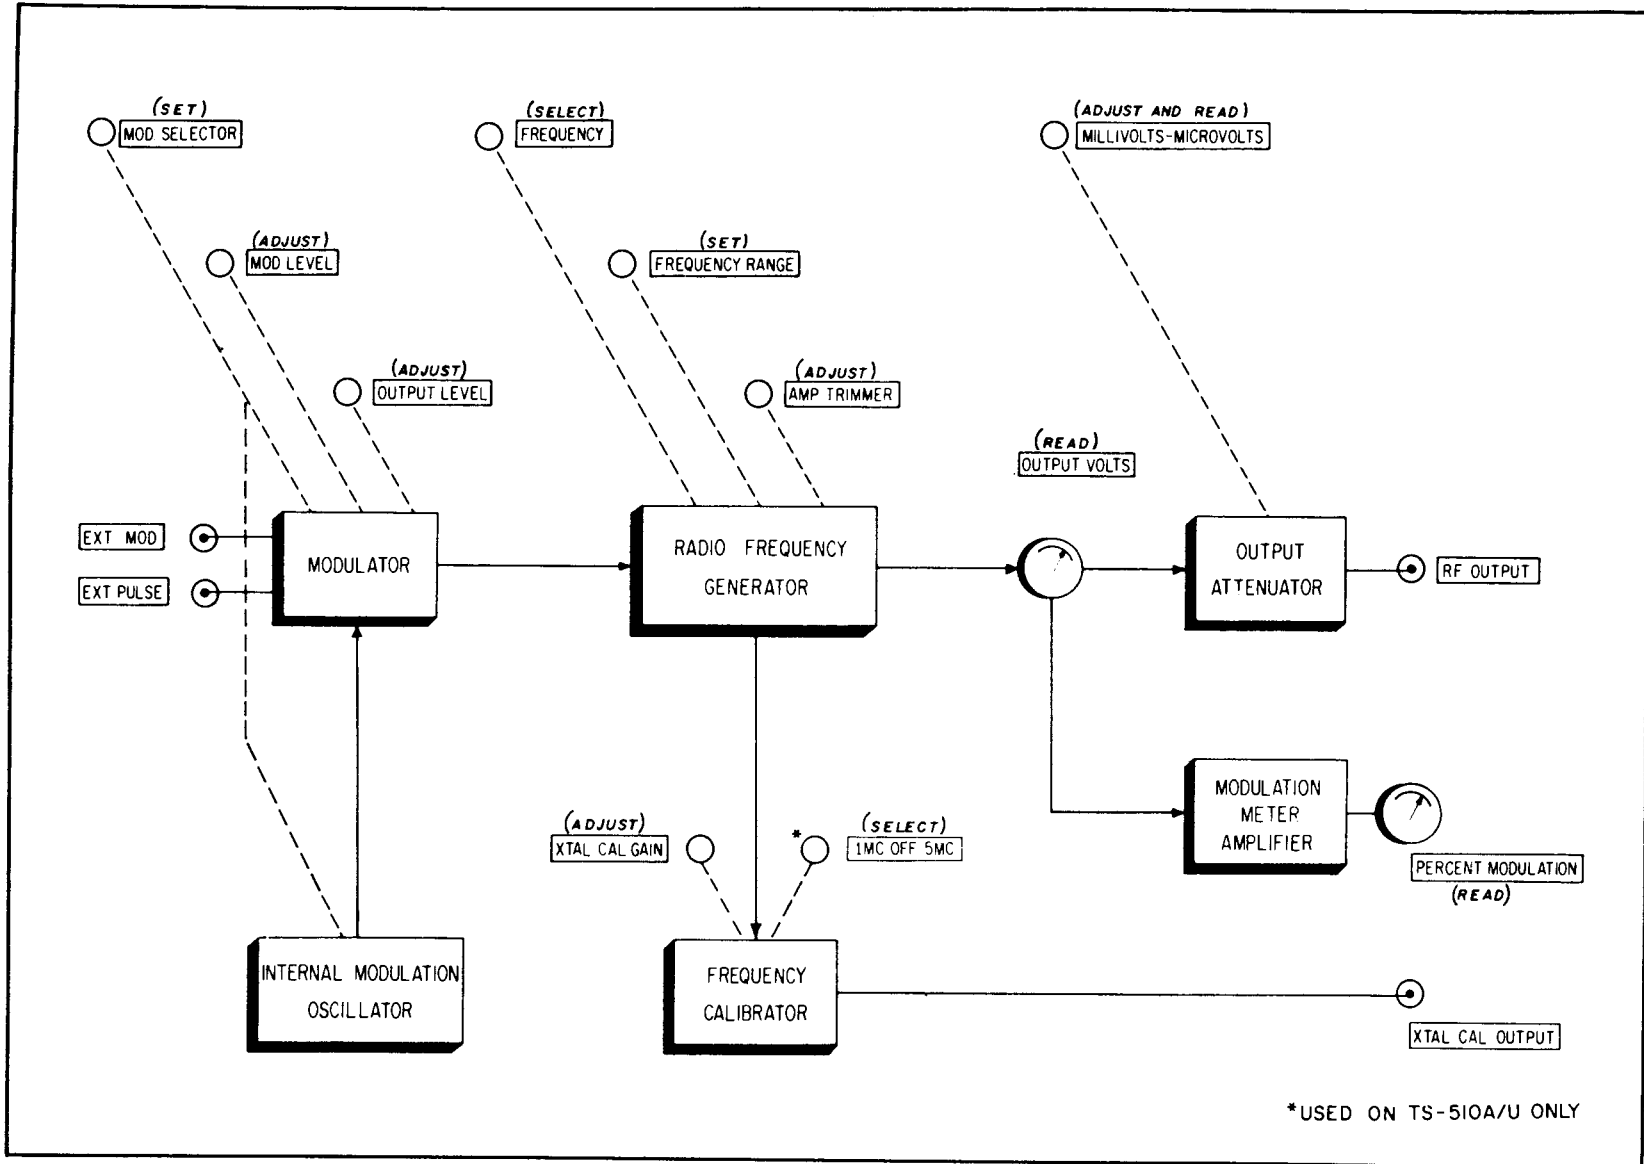 (SET)
MOD SELECTOR
(SELECT)
FREQUENCY
(ADJUST AND READ)
MILLIVOLTS-MICROVOLTS
(ADJUST)
MOD LEVEL
(SET)
FREQUENCY RANGE
(ADJUST)
OUTPUT LEVEL
(ADJUST)
AMP TRIMMER
(READ)
OUTPUT VOLTS
EXT MOD
EXT PULSE
MODULATOR
RADIO FREQUENCY
GENERATOR
OUTPUT
ATTENUATOR
RF OUTPUT
MODULATION
METER
AMPLIFIER
PERCENT MODULATION
(READ)
(ADJUST)
XTAL CAL GAIN
*
(SELECT)
1MC OFF 5MC
INTERNAL MODULATION
OSCILLATOR
FREQUENCY
CALIBRATOR
XTAL CAL OUTPUT
*USED ON TS-510A/U ONLY